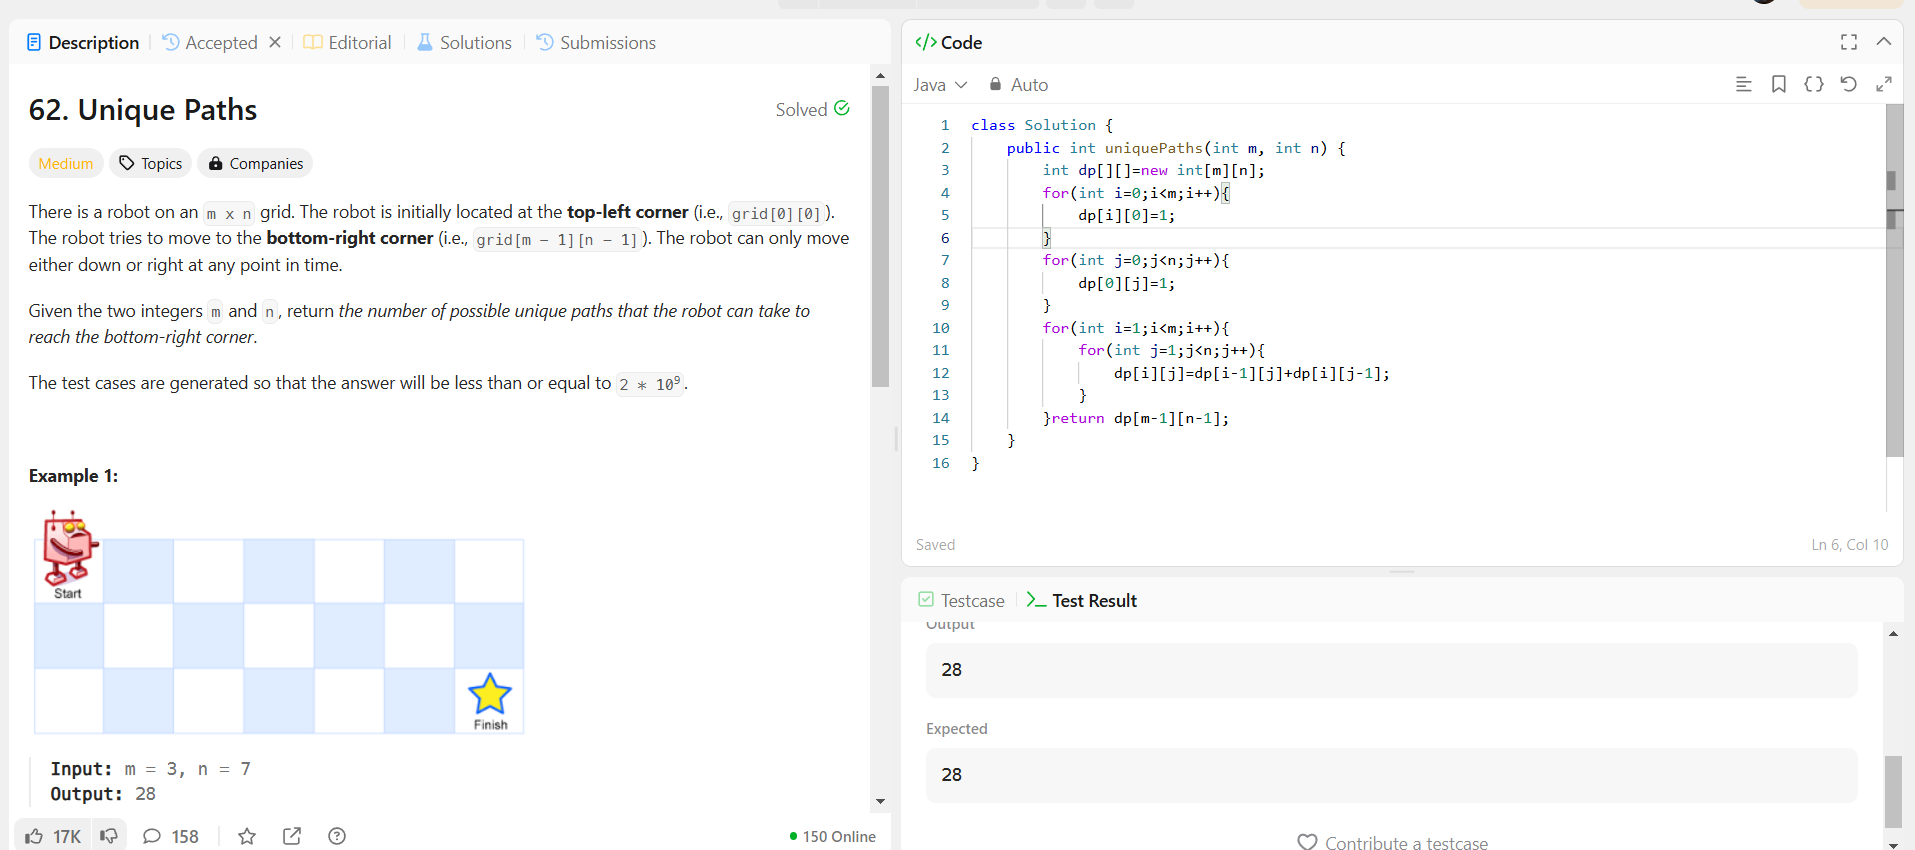 Description
Accepted
Editorial
Solutions
Submissions
62. Unique Paths
Solved
Medium
Topics
Companies
There is a robot on an m x n grid. The robot is initially located at the top-left corner (i.e., grid[0][0]).
The robot tries to move to the bottom-right corner (i.e., grid[m - 1][n - 1]). The robot can only move
either down or right at any point in time.
Given the two integers m and n, return the number of possible unique paths that the robot can take to
reach the bottom-right corner.
The test cases are generated so that the answer will be less than or equal to 2 * 10⁹.
Example 1:
Start
Finish
Input: m = 3, n = 7
Output: 28
17K
158
150 Online
</> Code
Java
Auto
1 class Solution {
2 public int uniquePaths(int m, int n) {
3 int dp[][]=new int[m][n];
4 for(int i=0;i<m;i++){
5 dp[i][0]=1;
6 }
7 for(int j=0;j<n;j++){
8 dp[0][j]=1;
9 }
10 for(int i=1;i<m;i++){
11 for(int j=1;j<n;j++){
12 dp[i][j]=dp[i-1][j]+dp[i][j-1];
13 }
14 }return dp[m-1][n-1];
15 }
16 }
Saved
Ln 6, Col 10
Testcase
Test Result
Output
28
Expected
28
Contribute a testcase